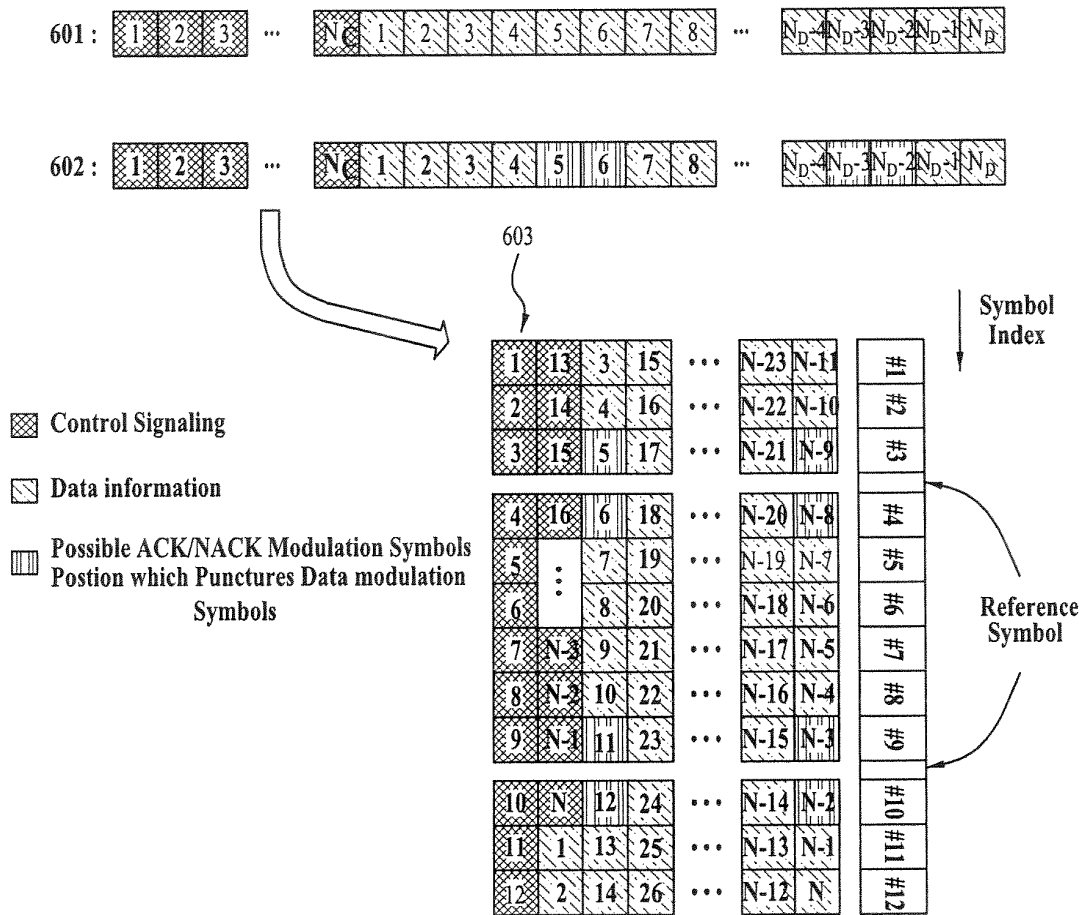 601 : 1 2 3 ... NC 1 2 3 4 5 6 7 8 ... ND-4 ND-3 ND-2 ND-1 ND
602 : 1 2 3 ... NC 1 2 3 4 5 6 7 8 ... ND-4 ND-3 ND-2 ND-1 ND
603
Symbol
Index
1 13 3 15 ... N-23 N-11 #1
2 14 4 16 ... N-22 N-10 #2
3 15 5 17 ... N-21 N-9 #3
4 16 6 18 ... N-20 N-8 #4
5 ⋮ 7 19 ... N-19 N-7 #5
6 8 20 ... N-18 N-6 #6
7 N-3 9 21 ... N-17 N-5 #7
8 N-2 10 22 ... N-16 N-4 #8
9 N-1 11 23 ... N-15 N-3 #9
10 N 12 24 ... N-14 N-2 #10
11 1 13 25 ... N-13 N-1 #11
12 2 14 26 ... N-12 N #12
Control Signaling
Data information
Possible ACK/NACK Modulation Symbols
Postion which Punctures Data modulation
Symbols
Reference
Symbol